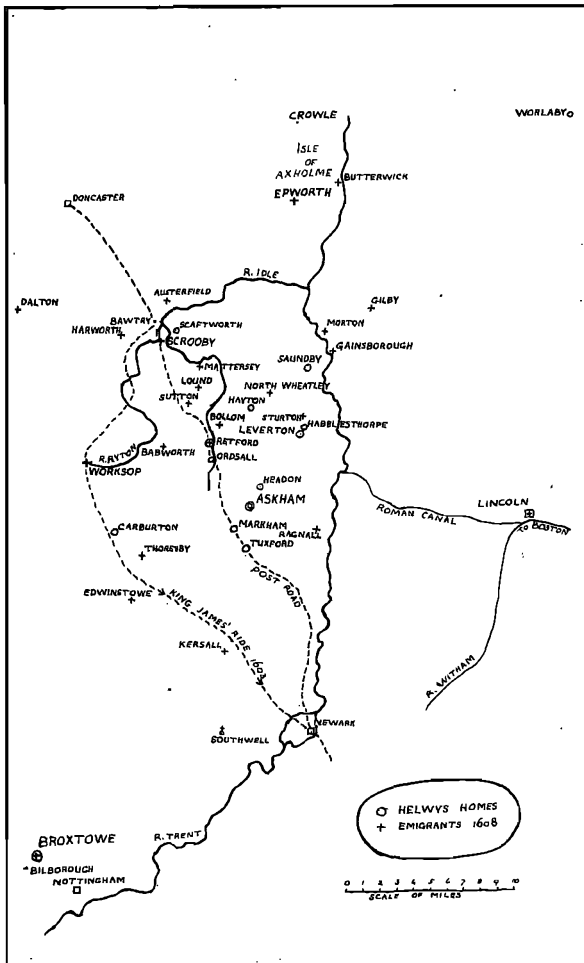 CROWLE
WORLABY
ISLE
OF
AXHOLME
BUTTERWICK
EPWORTH
DONCASTER
R. IDLE
AUSTERFIELD
DALTON
GILBY
BAWTRY
SCAFTWORTH
HARWORTH
MORTON
SCROOBY
GAINSBOROUGH
SAUNDBY
MATTERSEY
LOUND
NORTH WHEATLEY
SUTTON
HAYTON
STURTON
BOLLOM
HABBLESTHORPE
LEVERTON
RETFORD
BABWORTH
ORDSALL
R. RYTON
WORKSOP
HEADON
ASKHAM
LINCOLN
ROMAN CANAL
TO BOSTON
CARBURTON
MARKHAM
RAGNALL
TUXFORD
THORESBY
POST ROAD
EDWINSTOWE
KING JAMES' RIDE 1603
KERSALL
R. WITHAM
NEWARK
SOUTHWELL
HELWYS HOMES
EMIGRANTS 1608
R. TRENT
BROXTOWE
BILBOROUGH
NOTTINGHAM
0 1 2 3 4 5 6 7 8 9 10
SCALE OF MILES